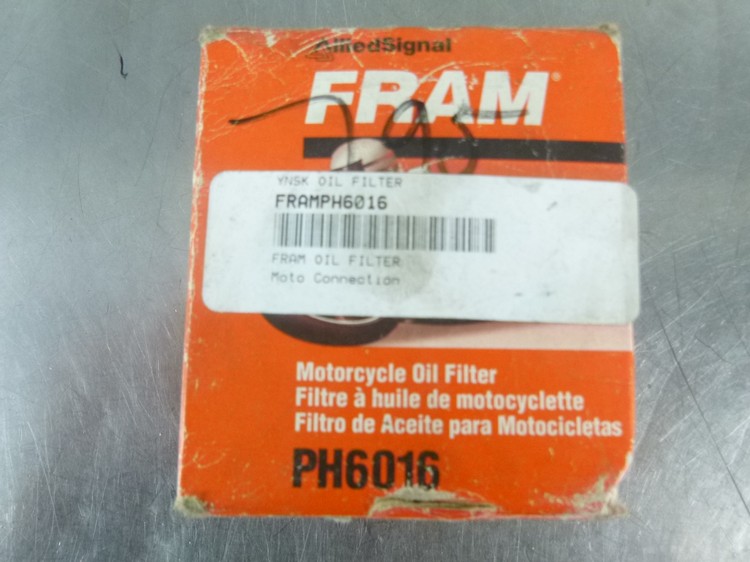 AlliedSignal
FRAM®
795
YNSK OIL FILTER
FRAMPH6016
FRAM OIL FILTER
Moto Connection
Motorcycle Oil Filter
Filtre à huile de motocyclette
Filtro de Aceite para Motocicletas
PH6016